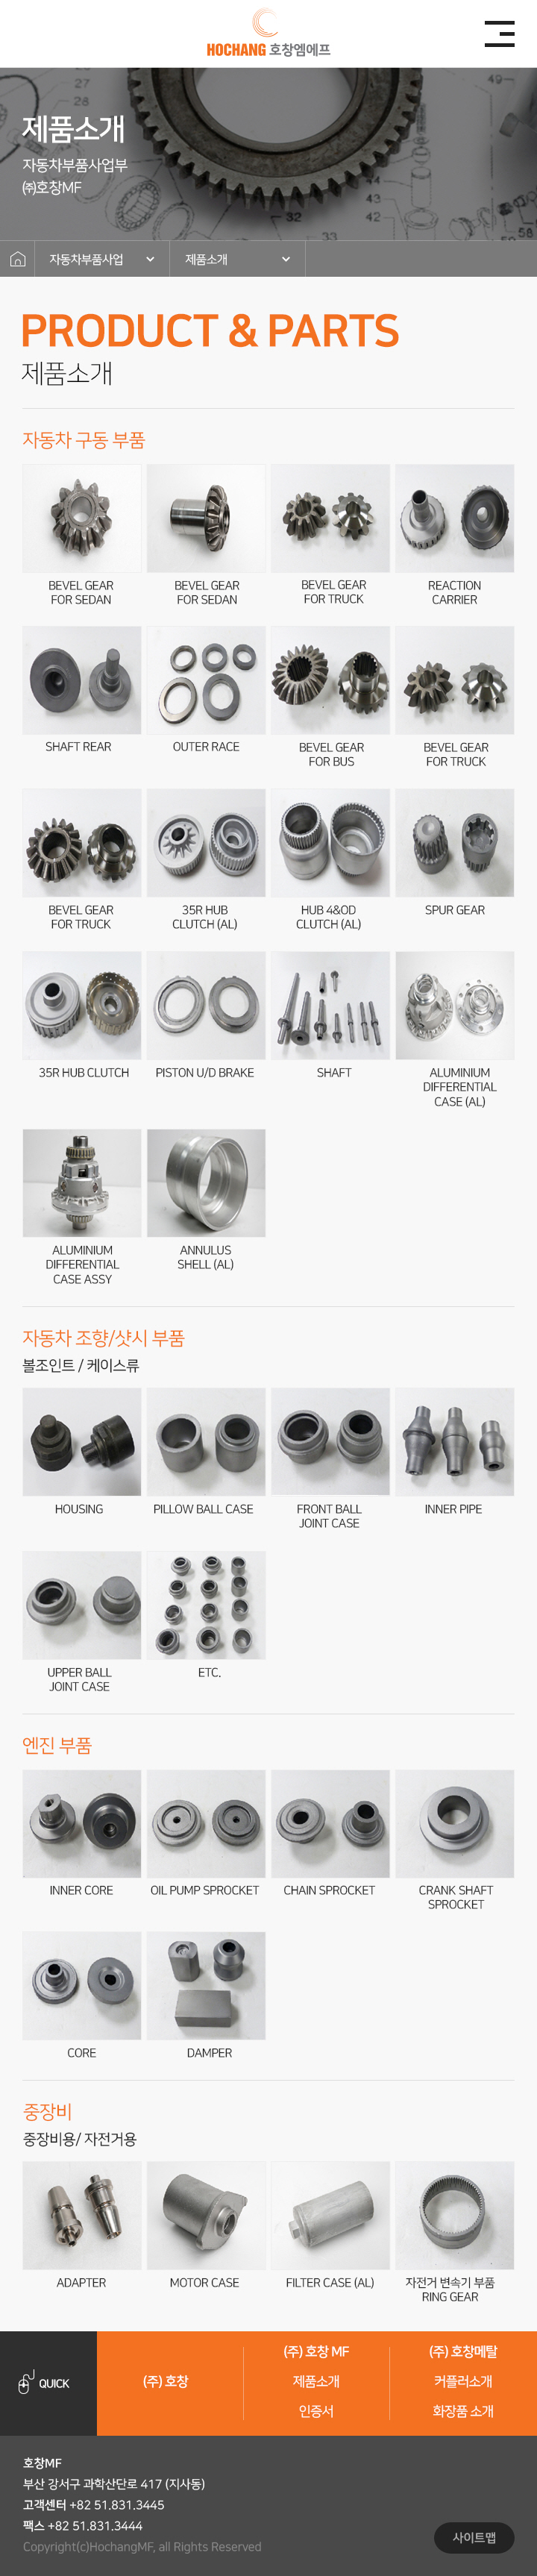 HOCHANG 호창엠에프
제품소개
자동차부품사업부
㈜호창MF
자동차부품사업
제품소개
PRODUCT & PARTS
제품소개
자동차 구동 부품
BEVEL GEAR
FOR SEDAN
BEVEL GEAR
FOR SEDAN
BEVEL GEAR
FOR TRUCK
REACTION
CARRIER
SHAFT REAR
OUTER RACE
BEVEL GEAR
FOR BUS
BEVEL GEAR
FOR TRUCK
BEVEL GEAR
FOR TRUCK
35R HUB
CLUTCH (AL)
HUB 4&OD
CLUTCH (AL)
SPUR GEAR
35R HUB CLUTCH
PISTON U/D BRAKE
SHAFT
ALUMINIUM
DIFFERENTIAL
CASE (AL)
ALUMINIUM
DIFFERENTIAL
CASE ASSY
ANNULUS
SHELL (AL)
자동차 조향/샷시 부품
볼조인트 / 케이스류
HOUSING
PILLOW BALL CASE
FRONT BALL
JOINT CASE
INNER PIPE
UPPER BALL
JOINT CASE
ETC.
엔진 부품
INNER CORE
OIL PUMP SPROCKET
CHAIN SPROCKET
CRANK SHAFT
SPROCKET
CORE
DAMPER
중장비
중장비용/ 자전거용
ADAPTER
MOTOR CASE
FILTER CASE (AL)
자전거 변속기 부품
RING GEAR
QUICK
(주) 호창
(주) 호창 MF
제품소개
인증서
(주) 호창메탈
커플러소개
화장품 소개
호창MF
부산 강서구 과학산단로 417 (지사동)
고객센터 +82 51.831.3445
팩스 +82 51.831.3444
Copyright(c)HochangMF, all Rights Reserved
사이트맵